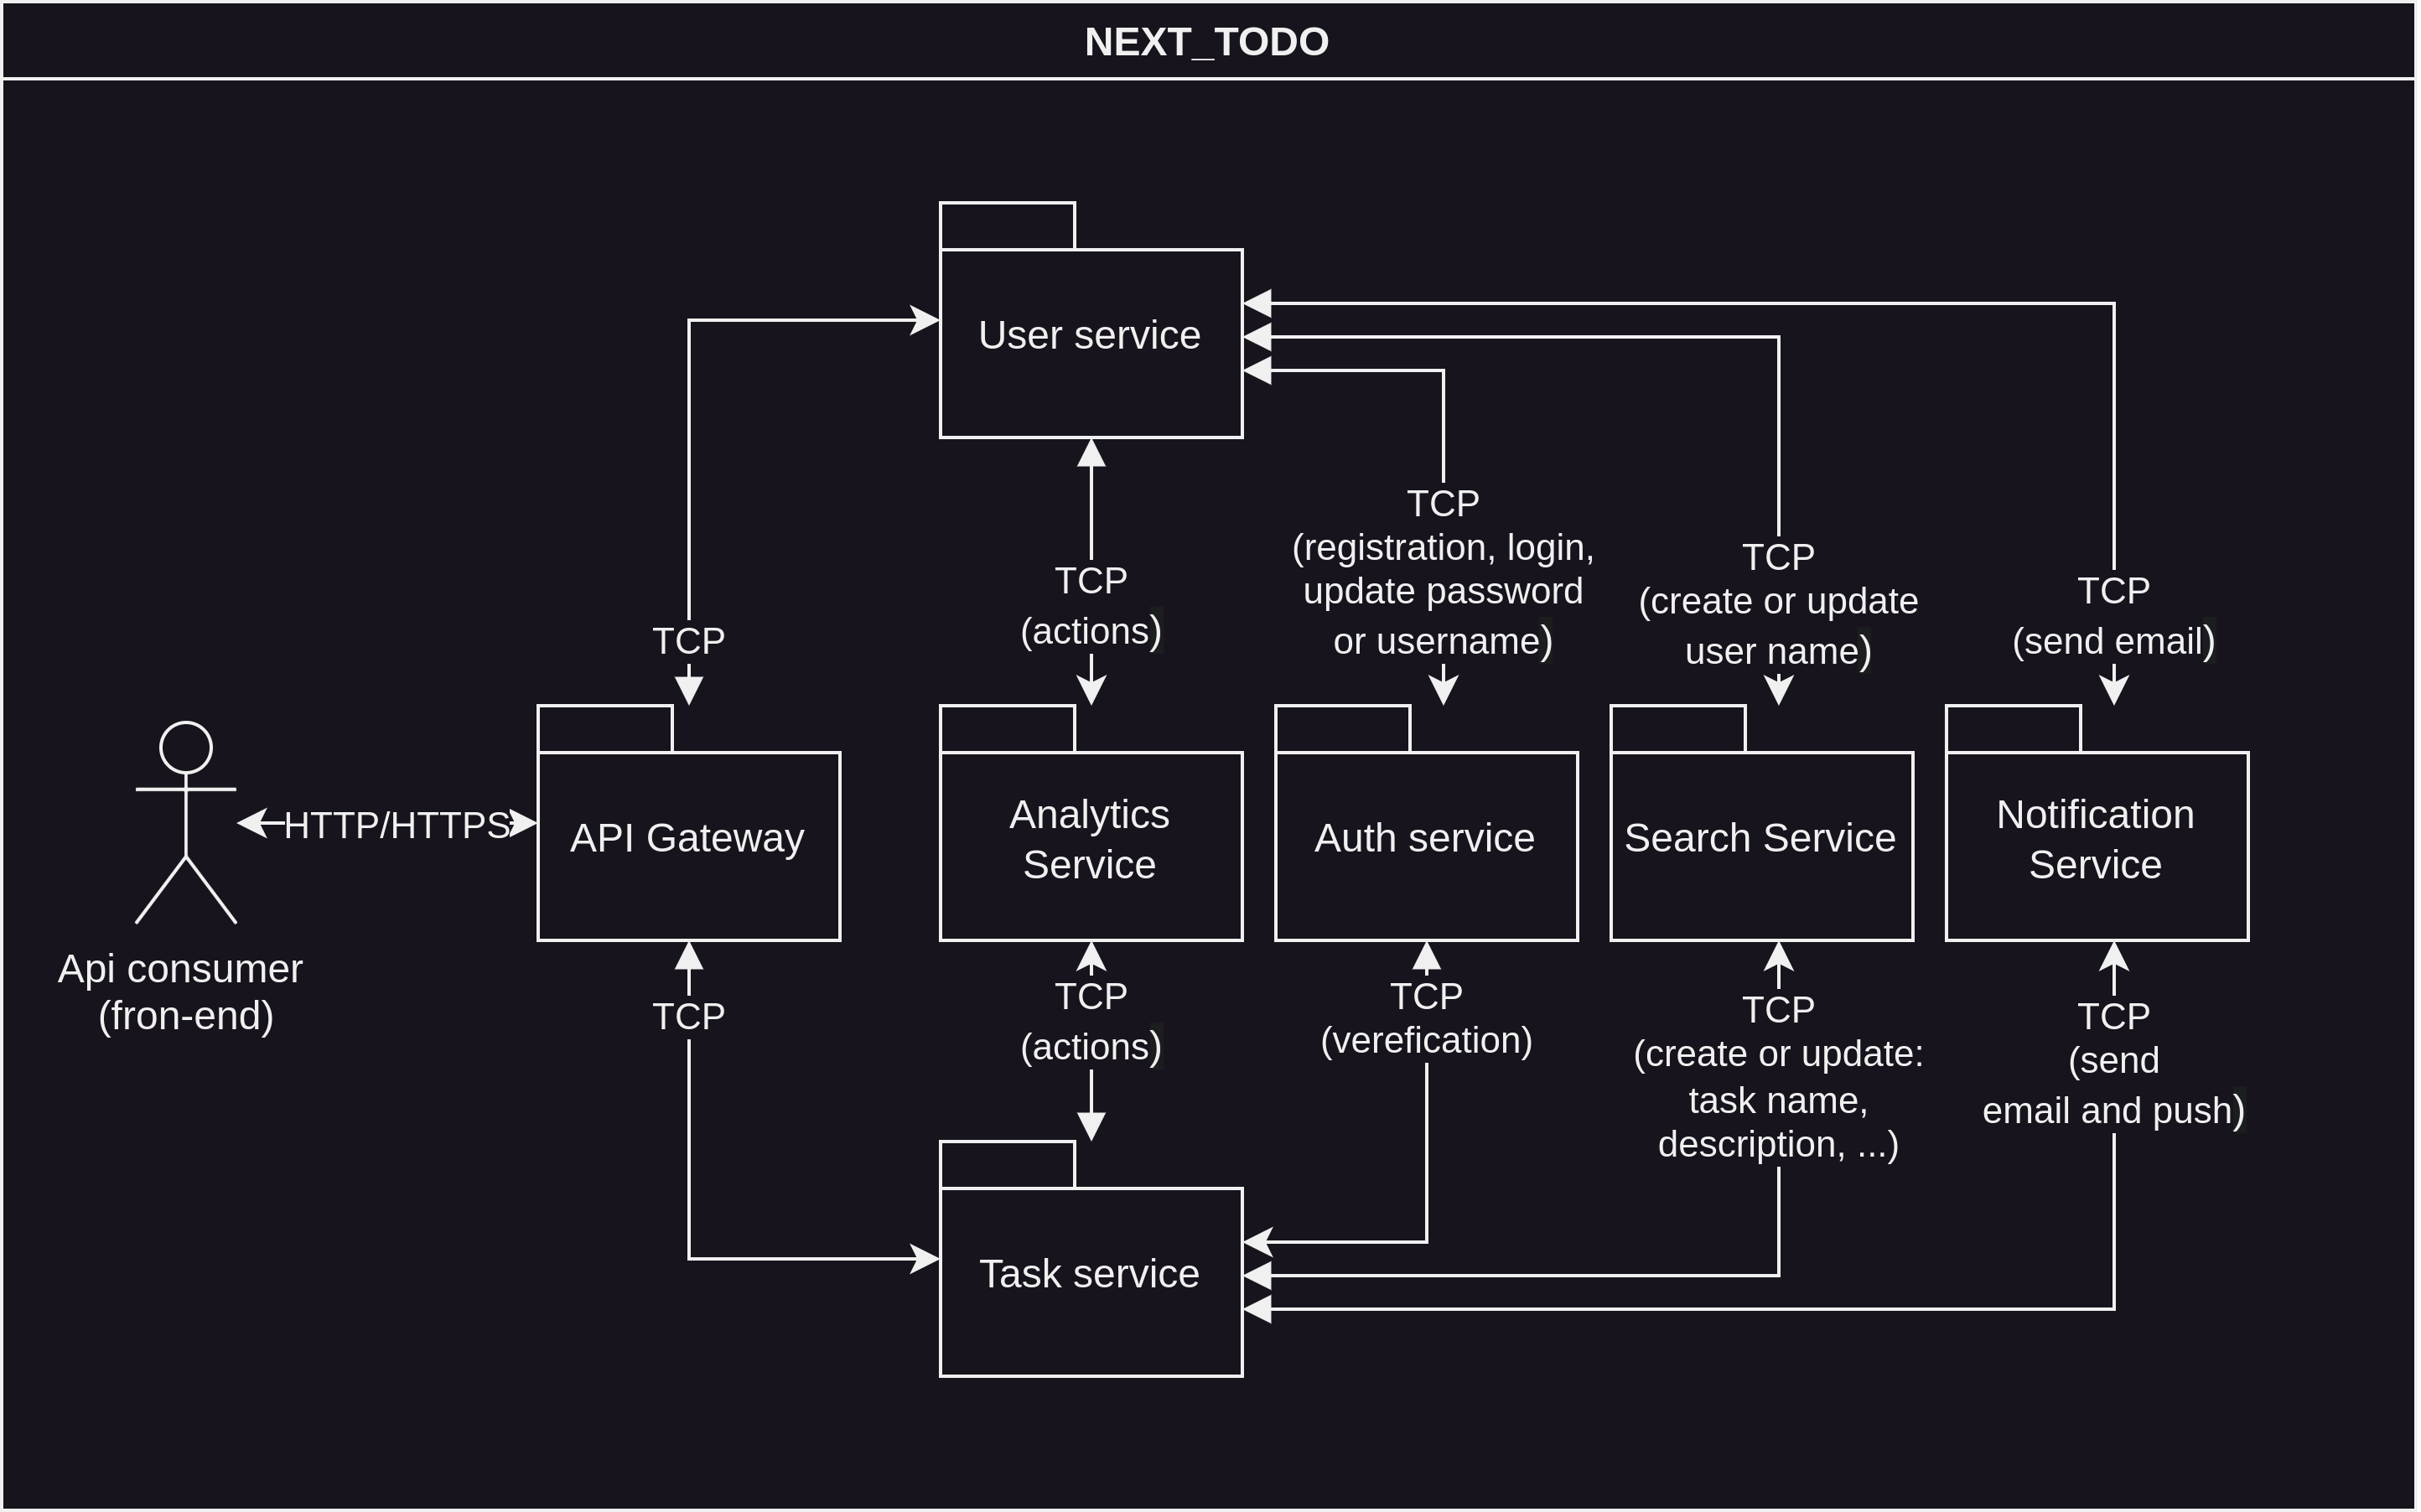 NEXT_TODO
User service
TCP
(registration, login,
update password
or username)
TCP
(create or update
user name)
TCP
(send email)
TCP
(actions)
TCP
Api consumer
(fron-end)
HTTP/HTTPS
API Gateway
Analytics
Service
Auth service
Search Service
Notification
Service
TCP
TCP
(actions)
TCP
(verefication)
TCP
(create or update:
task name,
description, ...)
TCP
(send
email and push)
Task service